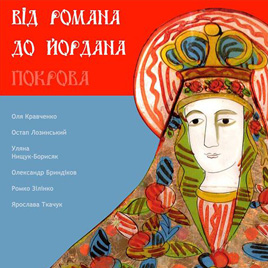 ВІД РОМАНА
ДО ЙОРДАНА
ПОКРОВА
Оля Кравченко
Остап Лозинський
Уляна
Нищук-Борисяк
Олександр Бриндіков
Ромко Зілінко
Ярослава Ткачук